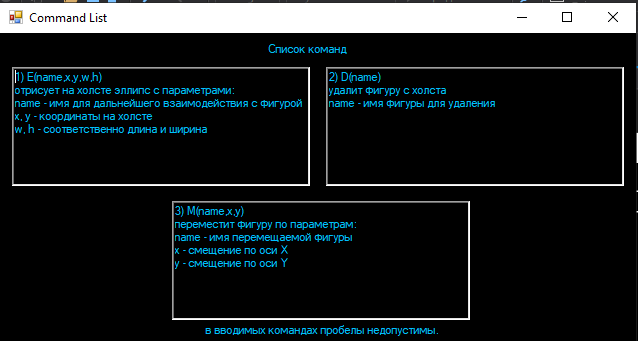 Command List
Список команд
1) E(name,x,y,w,h)
отрисует на холсте эллипс с параметрами:
name - имя для дальнейшего взаимодействия с фигурой
x, y - координаты на холсте
w, h - соответственно длина и ширина
2) D(name)
удалит фигуру с холста
name - имя фигуры для удаления
3) M(name,x,y)
переместит фигуру по параметрам:
name - имя перемещаемой фигуры
x - смещение по оси X
y - смещение по оси Y
в вводимых командах пробелы недопустимы.